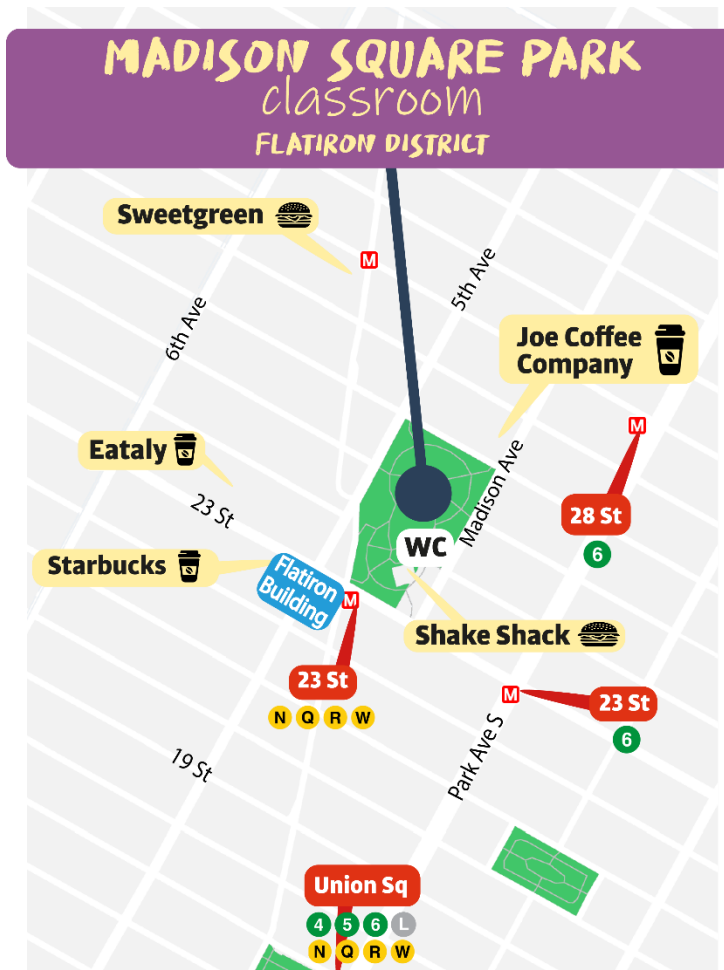 MADISON SQUARE PARK
classroom
FLATIRON DISTRICT
Sweetgreen
M
5th Ave
6th Ave
Joe Coffee
Company
M
Eataly
Madison Ave
23 St
28 St
6
WC
Starbucks
Flatiron
Building
M
Shake Shack
23 St
N Q R W
M
23 St
6
Park Ave S
19 St
Union Sq
4 5 6 L
N Q R W